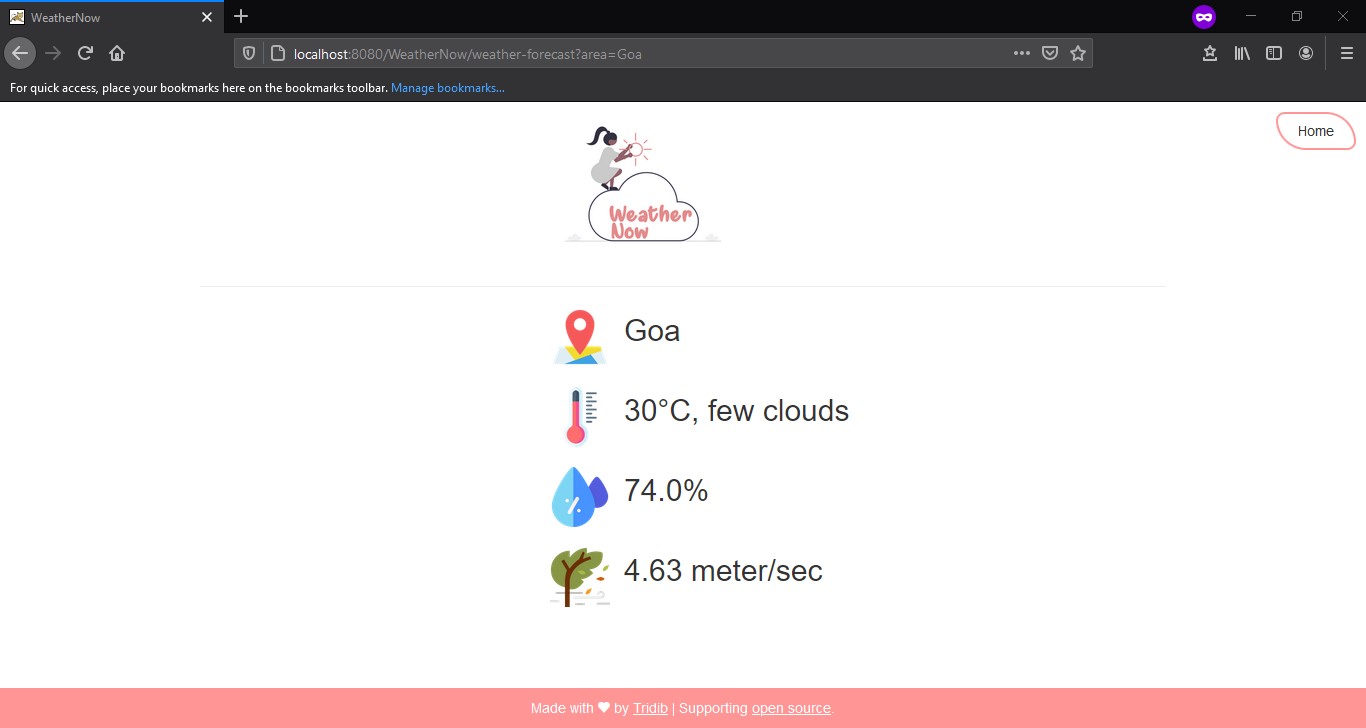 WeatherNow
localhost:8080/WeatherNow/weather-forecast?area=Goa
For quick access, place your bookmarks here on the bookmarks toolbar. Manage bookmarks...
Home
Weather
Now
Goa
30°C, few clouds
74.0%
4.63 meter/sec
Made with ❤ by Tridib | Supporting open source.